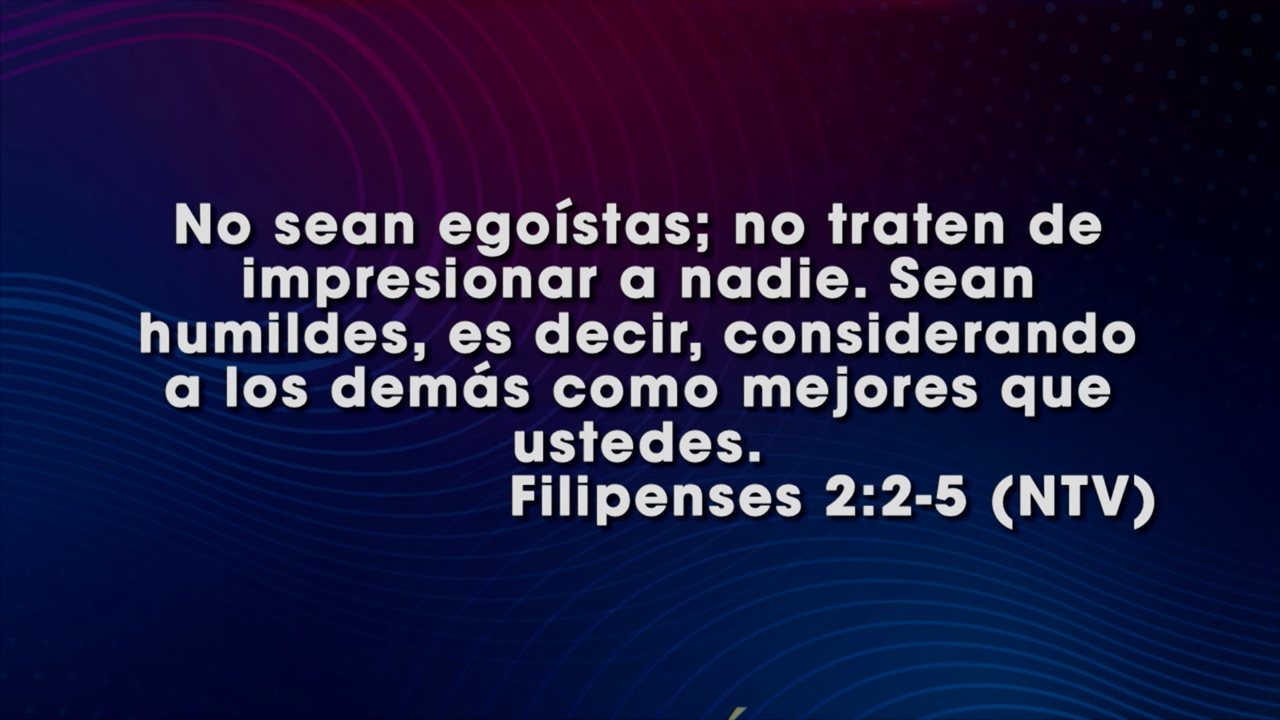 No sean egoístas; no traten de
impresionar a nadie. Sean
humildes, es decir, considerando
a los demás como mejores que
ustedes.
Filipenses 2:2-5 (NTV)